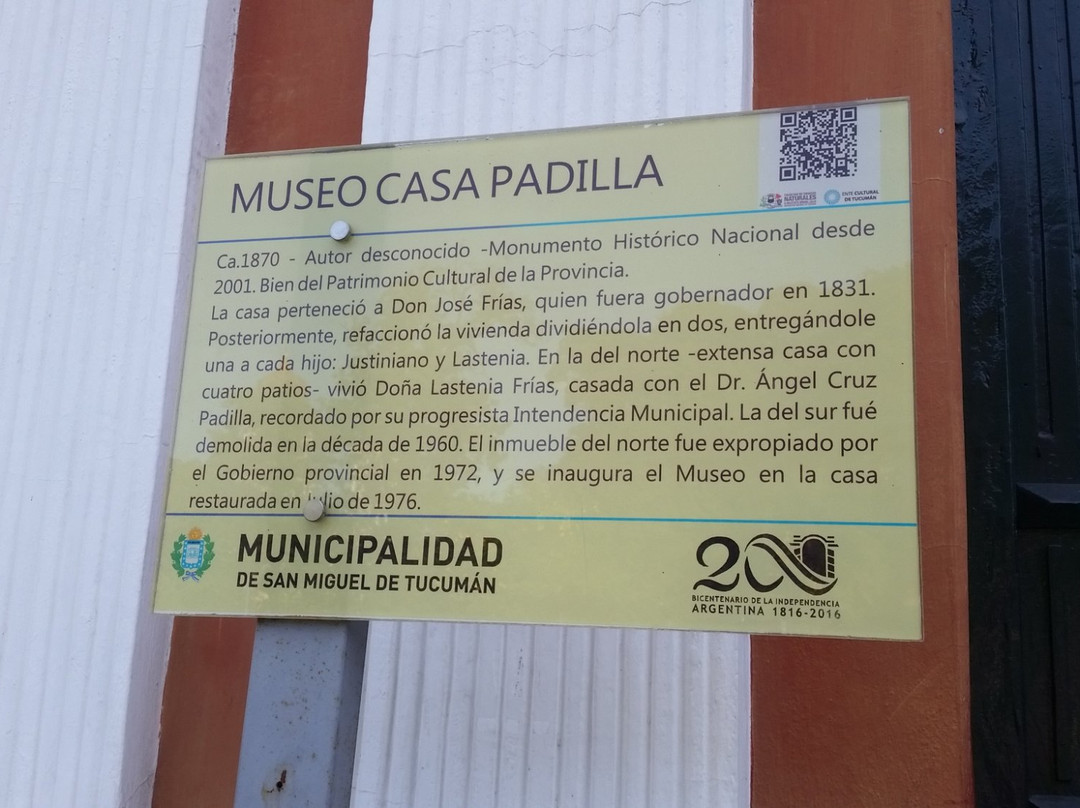 MUSEO CASA PADILLA
NATURALES
ENTE CULTURAL
DE TUCUMÁN
Ca.1870 - Autor desconocido -Monumento Histórico Nacional desde
2001. Bien del Patrimonio Cultural de la Provincia.
La casa perteneció a Don José Frías, quien fuera gobernador en 1831.
Posteriormente, refaccionó la vivienda dividiéndola en dos, entregándole
una a cada hijo: Justiniano y Lastenia. En la del norte -extensa casa con
cuatro patios- vivió Doña Lastenia Frías, casada con el Dr. Ángel Cruz
Padilla, recordado por su progresista Intendencia Municipal. La del sur fué
demolida en la década de 1960. El inmueble del norte fue expropiado por
el Gobierno provincial en 1972, y se inaugura el Museo en la casa
restaurada en Julio de 1976.
MUNICIPALIDAD
DE SAN MIGUEL DE TUCUMÁN
200
BICENTENARIO DE LA INDEPENDENCIA
ARGENTINA 1816-2016